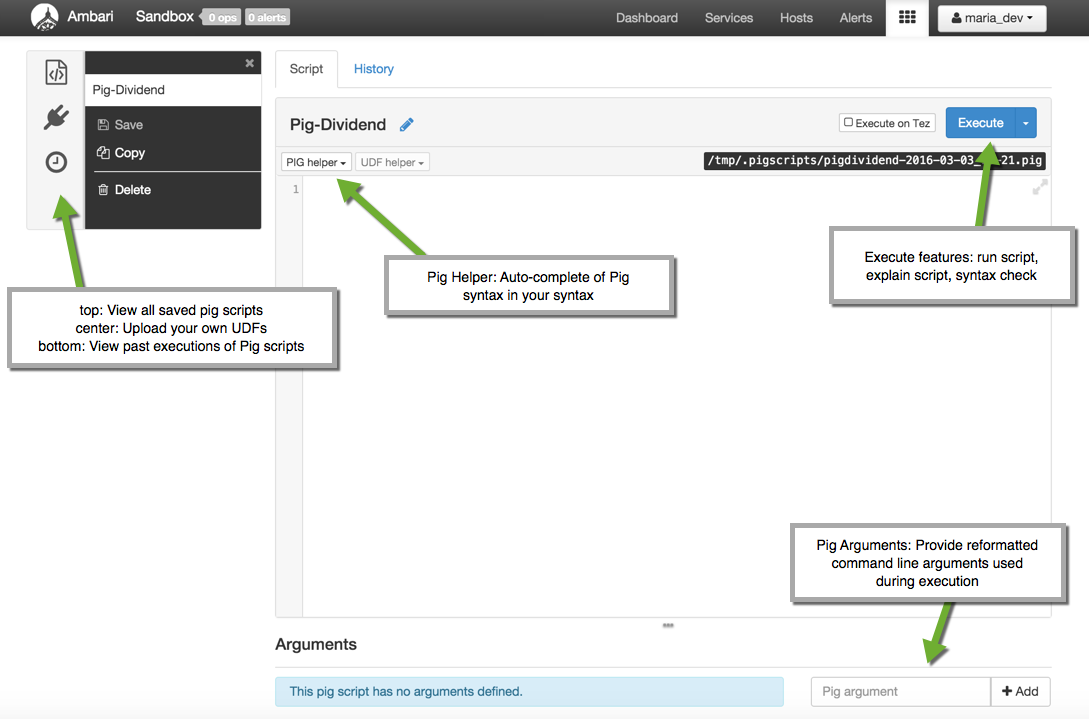 Ambari Sandbox 0 ops 0 alerts Dashboard Services Hosts Alerts maria_dev
Pig-Dividend
Save
Copy
Delete
top: View all saved pig scripts
center: Upload your own UDFs
bottom: View past executions of Pig scripts
Script History
Pig-Dividend Execute on Tez Execute
PIG helper UDF helper /tmp/.pigscripts/pigdividend-2016-03-03_ 21.pig
1
Pig Helper: Auto-complete of Pig
syntax in your syntax
Execute features: run script,
explain script, syntax check
Pig Arguments: Provide reformatted
command line arguments used
during execution
Arguments
This pig script has no arguments defined. Pig argument Add